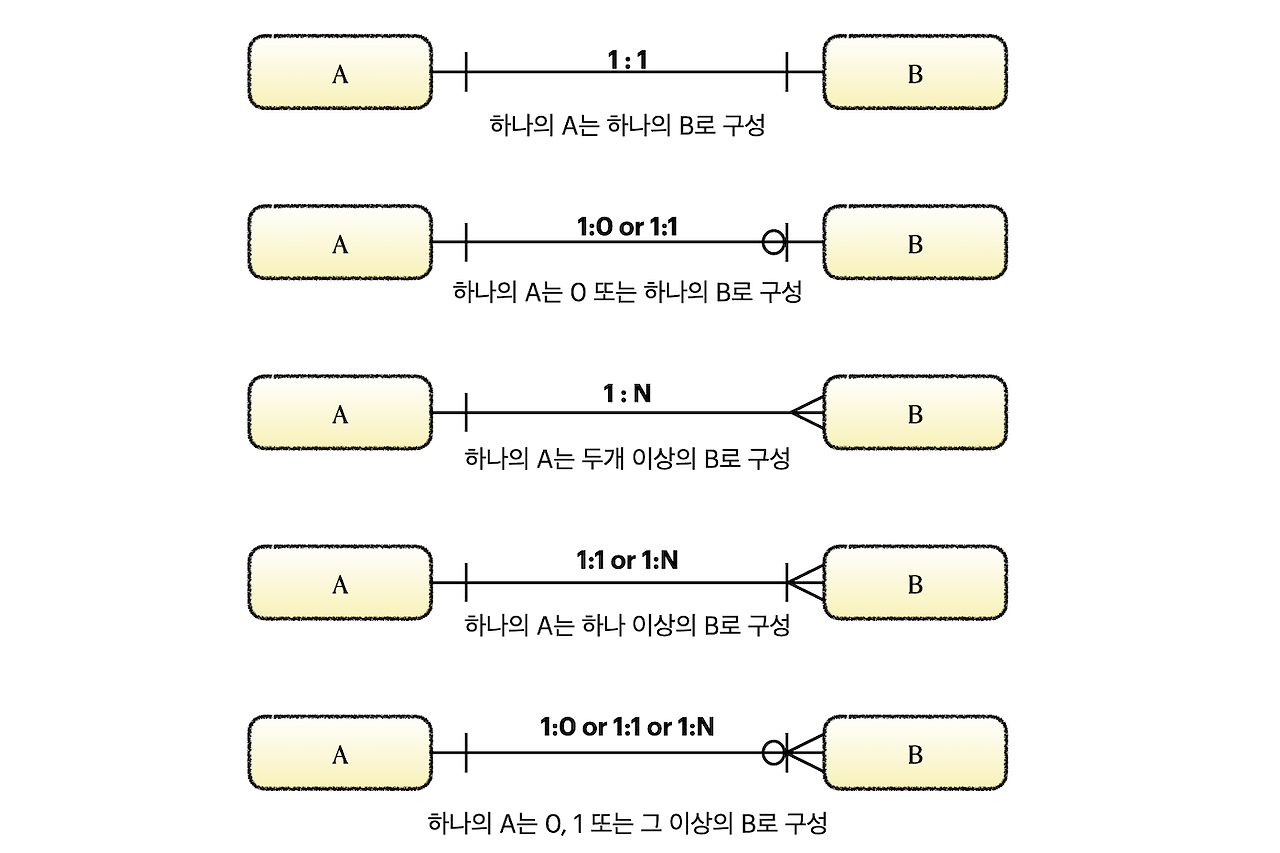 A
1 : 1
B
하나의 A는 하나의 B로 구성
A
1:0 or 1:1
B
하나의 A는 0 또는 하나의 B로 구성
A
1 : N
B
하나의 A는 두개 이상의 B로 구성
A
1:1 or 1:N
B
하나의 A는 하나 이상의 B로 구성
A
1:0 or 1:1 or 1:N
B
하나의 A는 0, 1 또는 그 이상의 B로 구성